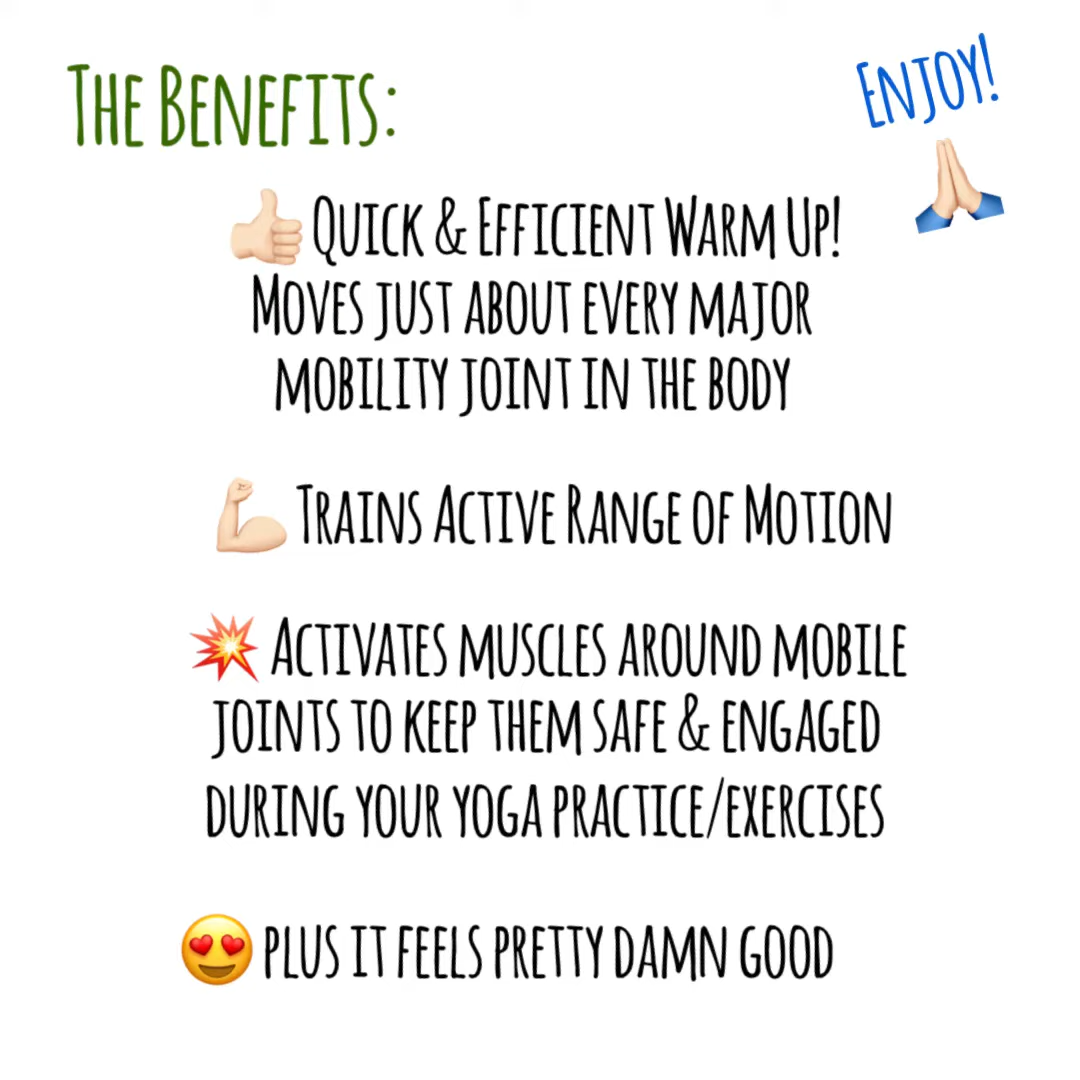 The Benefits:
Enjoy!
🙏🏻
👍🏻 Quick & Efficient Warm Up!
Moves just about every major
mobility joint in the body
💪🏻 Trains Active Range of Motion
💥 Activates muscles around mobile
joints to keep them safe & engaged
during your yoga practice/exercises
😍 plus it feels pretty damn good